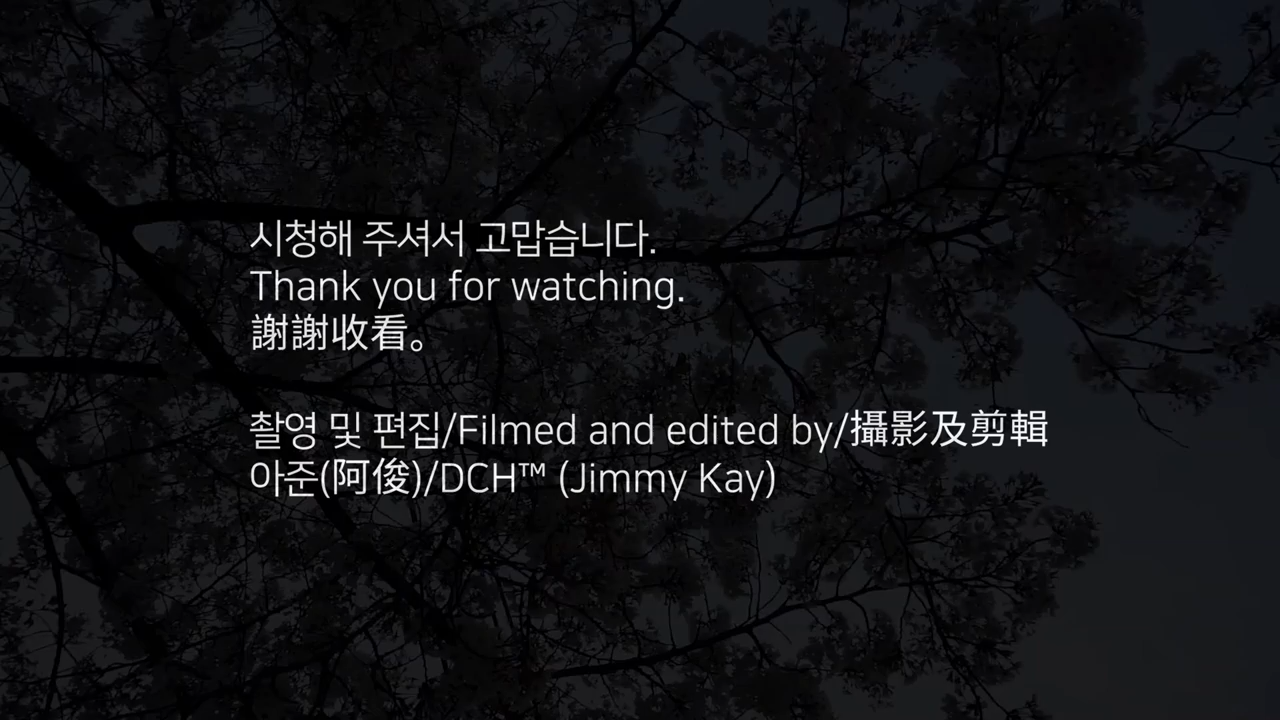 시청해 주셔서 고맙습니다.
Thank you for watching.
謝謝收看。
촬영 및 편집/Filmed and edited by/攝影及剪輯
아준(阿俊)/DCH™ (Jimmy Kay)